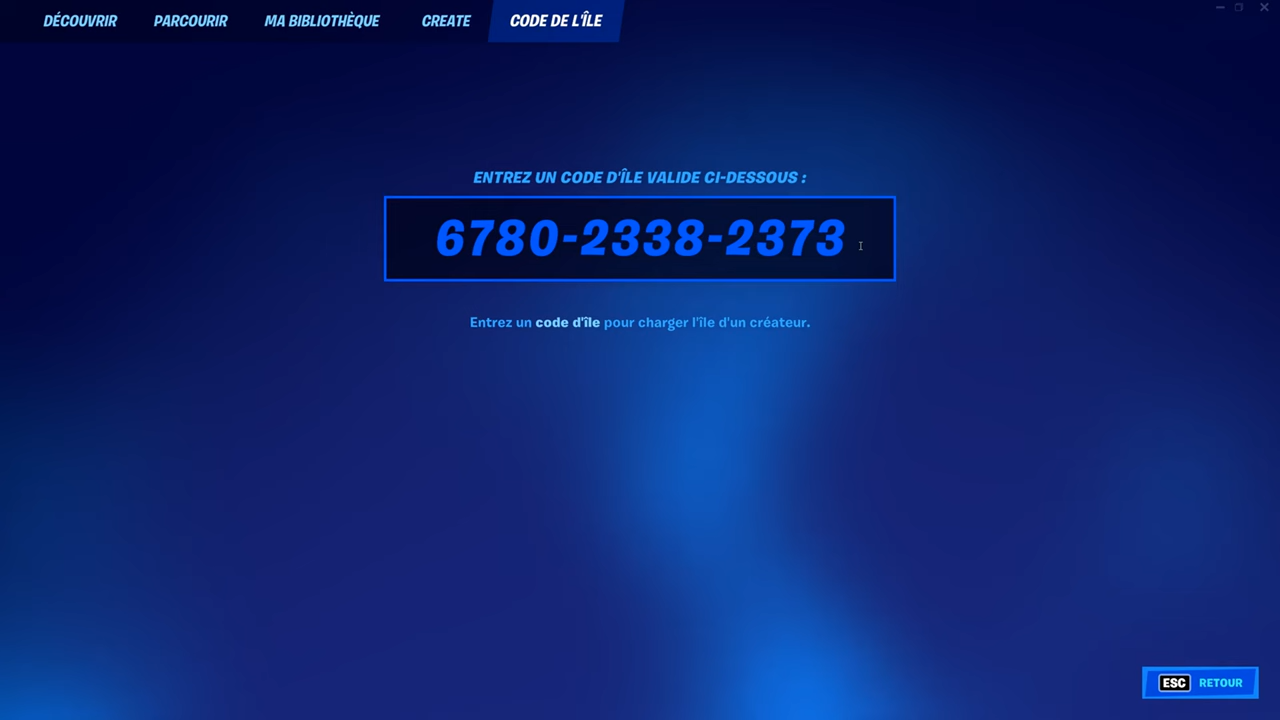 DÉCOUVRIR PARCOURIR MA BIBLIOTHÈQUE CREATE CODE DE L'ÎLE
ENTREZ UN CODE D'ÎLE VALIDE CI-DESSOUS :
6780-2338-2373
Entrez un code d'île pour charger l'île d'un créateur.
ESC RETOUR